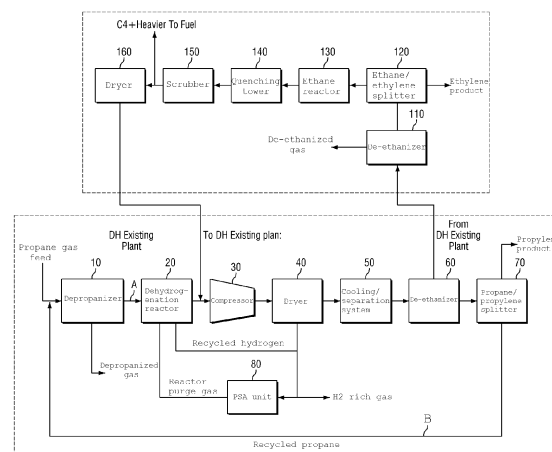 C4+Heavier To Fuel
160
150
140
130
120
Dryer
Scrubber
Quenching
tower
Ethane
reactor
Ethane/
ethylene
splitter
Ethylene
product
110
De-ethanized
gas
De-ethanizer
Propane gas
feed
DH Existing
Plant
To DH Existing plan:
From
DH Existing
Plant
Propylene
product
10
20
30
40
50
60
70
Depropanizer
A
Dehydrog-
enation
reactor
Compressor
Dryer
Cooling/
separation
system
De-ethanizer
Propane/
propylene
splitter
Recycled hydrogen
Depropanized
gas
Reactor
purge gas
80
PSA unit
H2 rich gas
B
Recycled propane